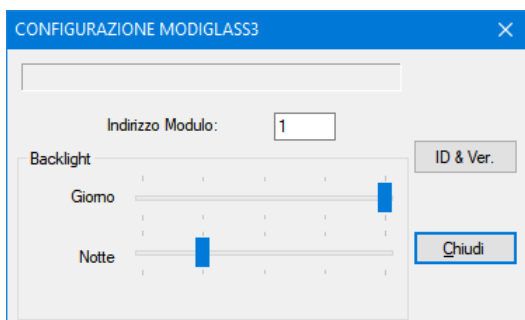 CONFIGURAZIONE MODIGLASS3
Indirizzo Modulo: 1
Backlight
ID & Ver.
Giorno
Notte
Chiudi